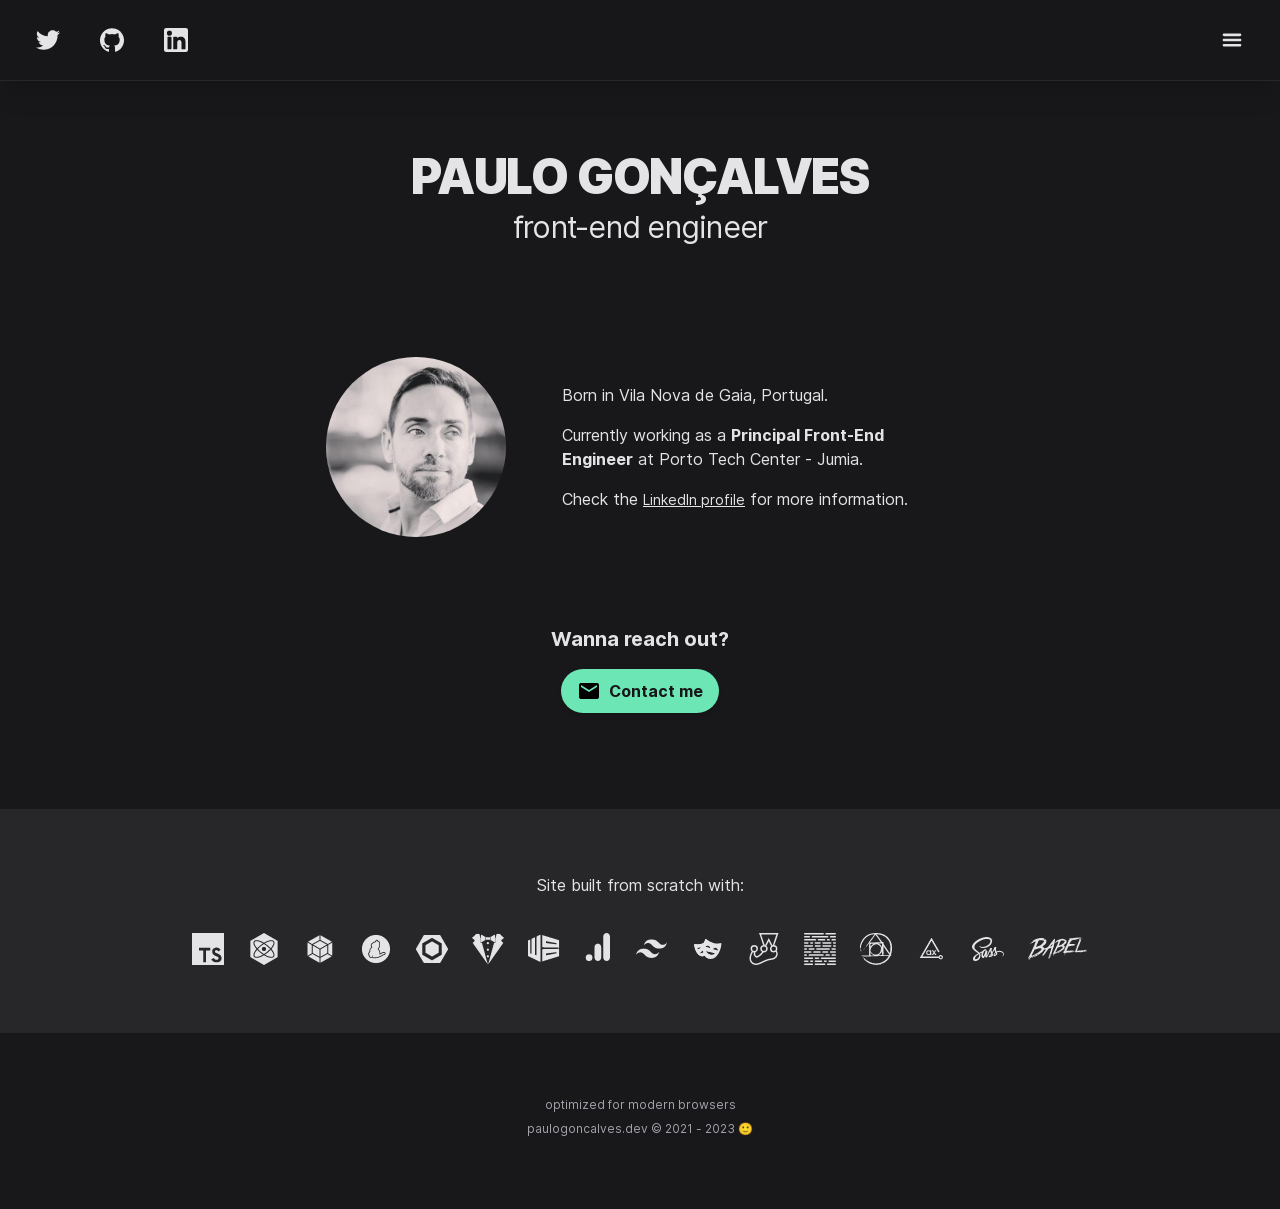 PAULO GONÇALVES
front-end engineer
Born in Vila Nova de Gaia, Portugal.
Currently working as a Principal Front-End
Engineer at Porto Tech Center - Jumia.
Check the LinkedIn profile for more information.
Wanna reach out?
Contact me
Site built from scratch with:
TS ax Sass BABEL
optimized for modern browsers
paulogoncalves.dev © 2021 - 2023 🙂